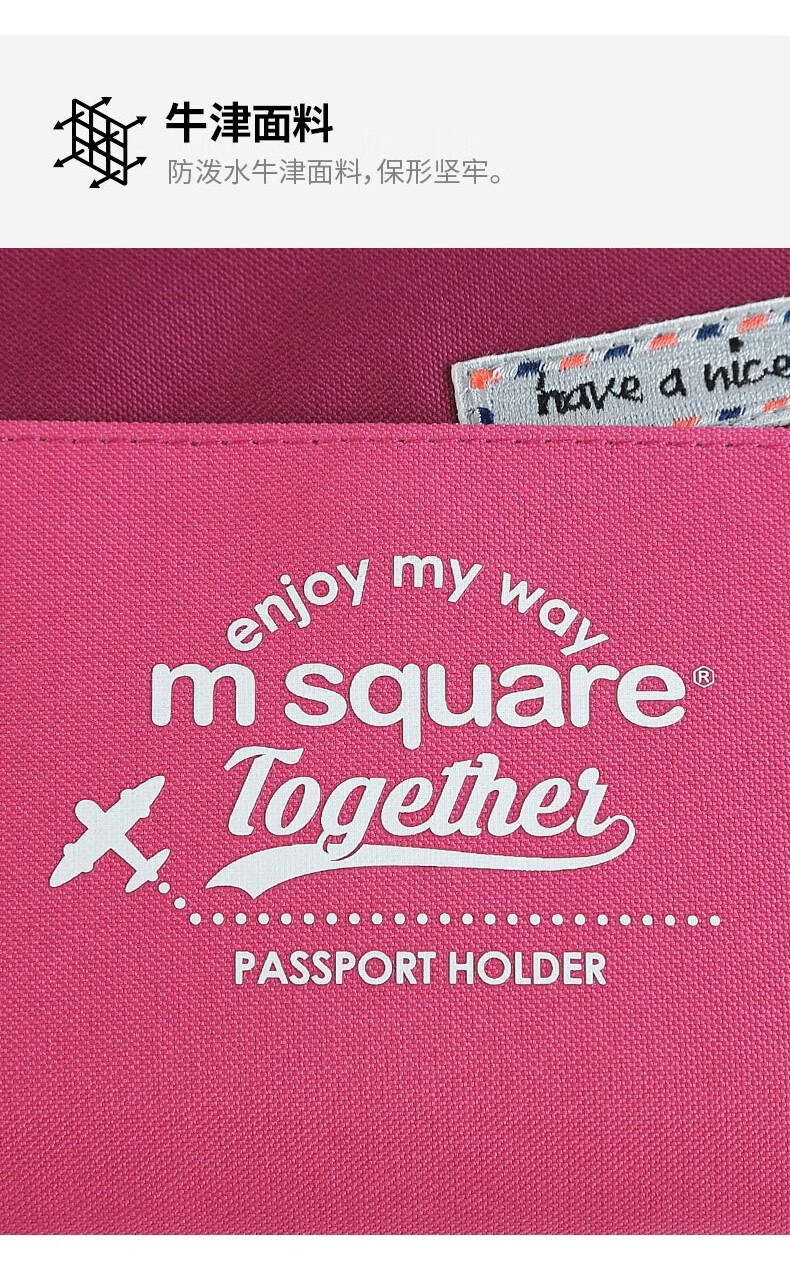 牛津面料
防泼水牛津面料，保形坚牢。
have a nice
enjoy my way
m square®
Together
PASSPORT HOLDER